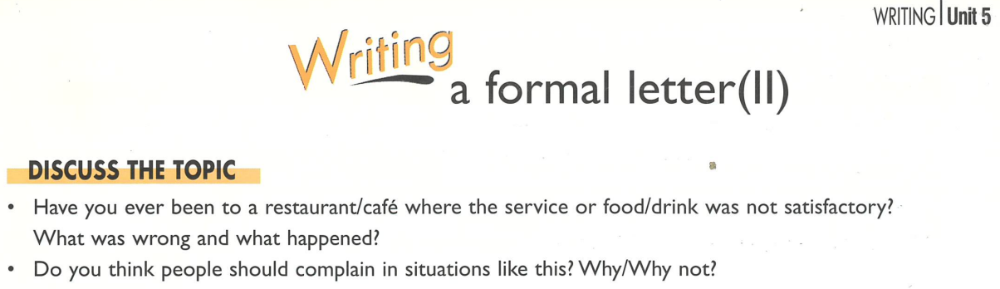 WRITING | Unit 5
Writing
a formal letter(II)
DISCUSS THE TOPIC
• Have you ever been to a restaurant/café where the service or food/drink was not satisfactory?
What was wrong and what happened?
• Do you think people should complain in situations like this? Why/Why not?